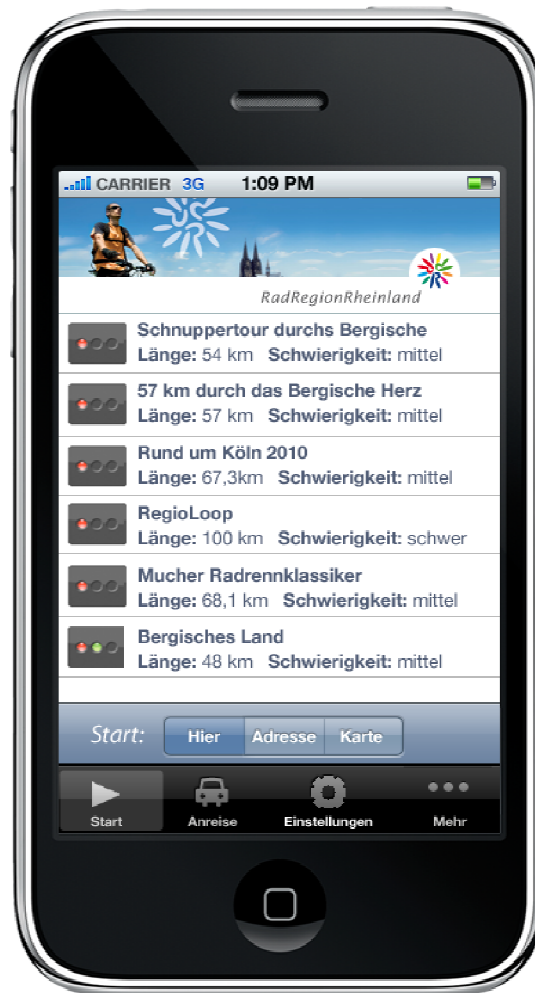 CARRIER 3G 1:09 PM
RadRegionRheinland
Schnuppertour durchs Bergische
Länge: 54 km Schwierigkeit: mittel
57 km durch das Bergische Herz
Länge: 57 km Schwierigkeit: mittel
Rund um Köln 2010
Länge: 67,3km Schwierigkeit: mittel
RegioLoop
Länge: 100 km Schwierigkeit: schwer
Mucher Radrennklassiker
Länge: 68,1 km Schwierigkeit: mittel
Bergisches Land
Länge: 48 km Schwierigkeit: mittel
Start: Hier Adresse Karte
Start Anreise Einstellungen Mehr